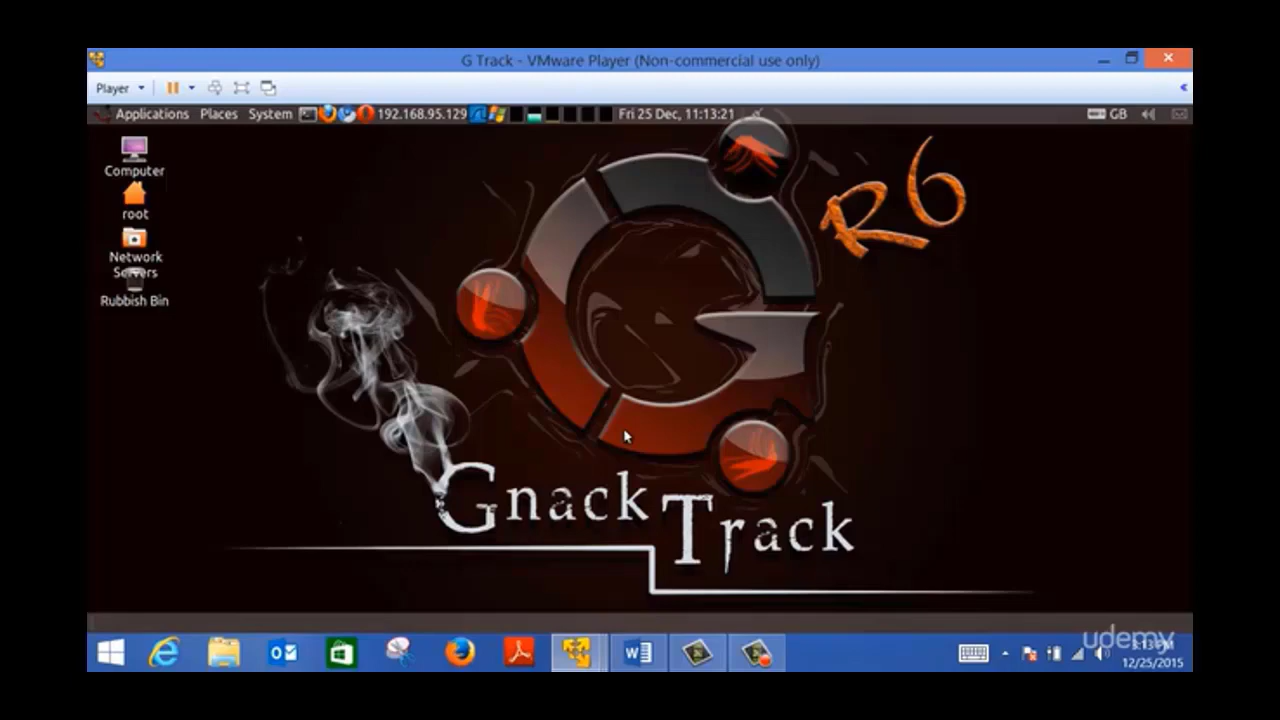 G Track - VMware Player (Non-commercial use only)
Player
Applications Places System 192.168.95.129 Fri 25 Dec, 11:13:21 GB
Computer
root
Network
Servers
Rubbish Bin
R6
Gnack
Track
udemy
12/25/2015